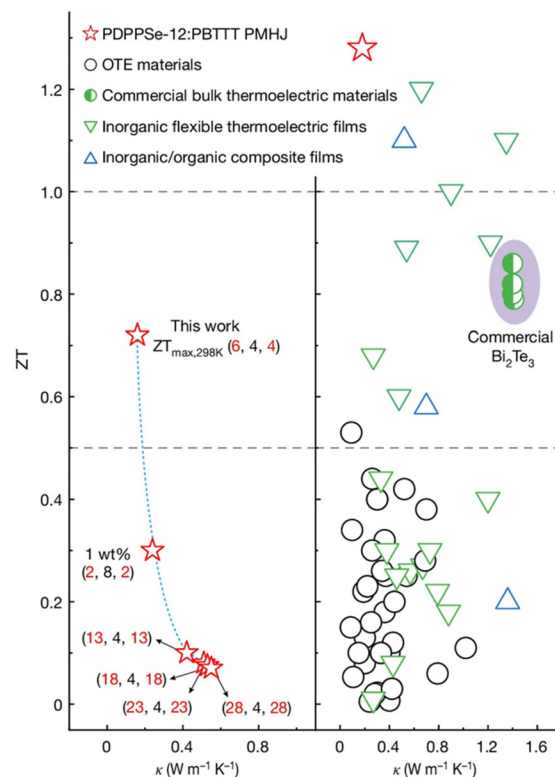 PDPPSe-12:PBTTT PMHJ
OTE materials
Commercial bulk thermoelectric materials
Inorganic flexible thermoelectric films
Inorganic/organic composite films
ZT
1.2
1.0
0.8
0.6
0.4
0.2
0
This work
ZTmax,298K (6, 4, 4)
1 wt%
(2, 8, 2)
(13, 4, 13)
(18, 4, 18)
(23, 4, 23)
(28, 4, 28)
Commercial
Bi₂Te₃
0 0.4 0.8
κ (W m⁻¹ K⁻¹)
0 0.4 0.8 1.2 1.6
κ (W m⁻¹ K⁻¹)